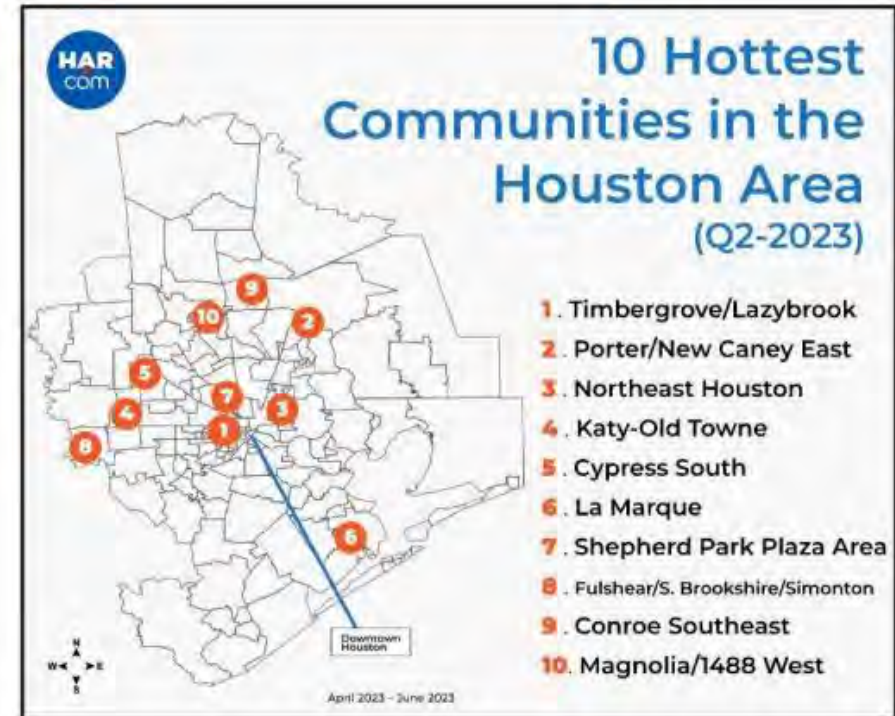 HAR
com
10 Hottest
Communities in the
Houston Area
(Q2-2023)
9
10
2
5
7
4
3
1
8
6
1. Timbergrove/Lazybrook
2. Porter/New Caney East
3. Northeast Houston
4. Katy-Old Towne
5. Cypress South
6. La Marque
7. Shepherd Park Plaza Area
8. Fulshear/S. Brookshire/Simonton
9. Conroe Southeast
10. Magnolia/1488 West
Downtown
Houston
N
W
E
S
April 2023 – June 2023